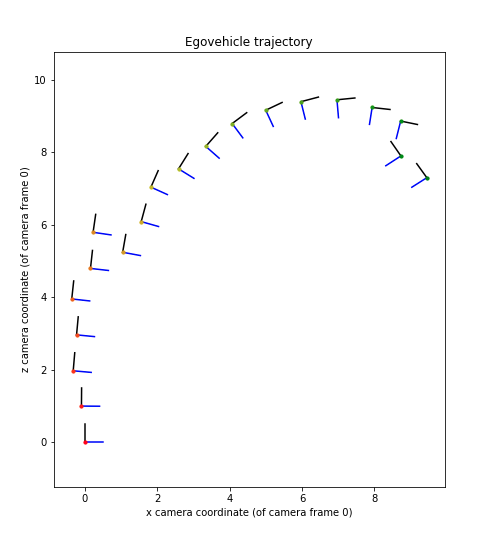 Egovehicle trajectory
10
8
6
4
2
0
z camera coordinate (of camera frame 0)
0 2 4 6 8
x camera coordinate (of camera frame 0)